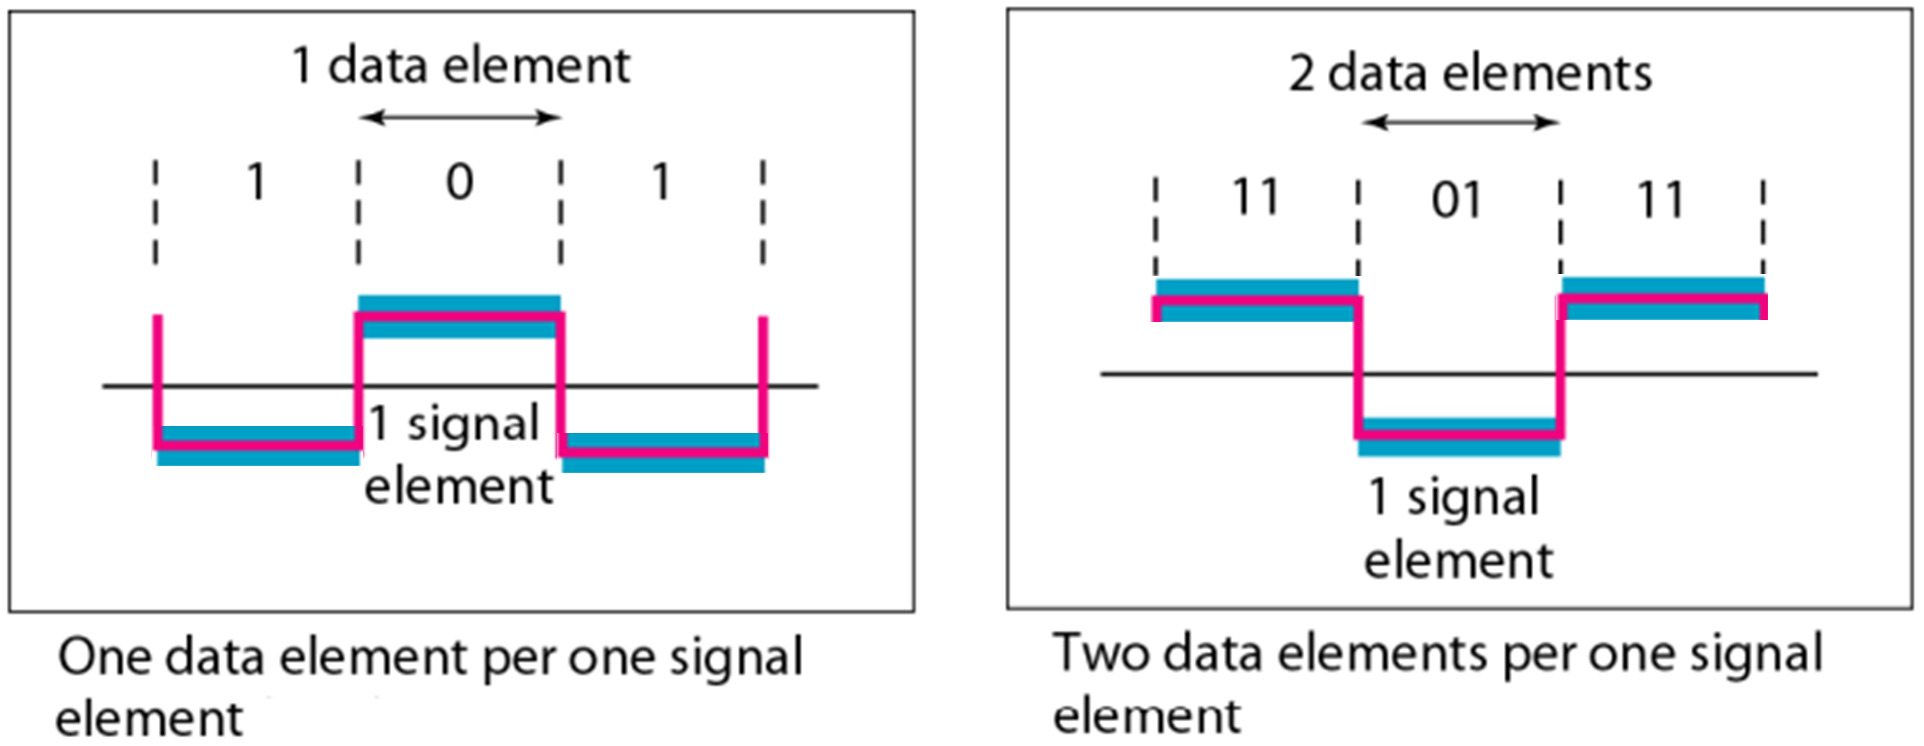 1 data element
1 0 1
1 signal
element
One data element per one signal
element
2 data elements
11 01 11
1 signal
element
Two data elements per one signal
element